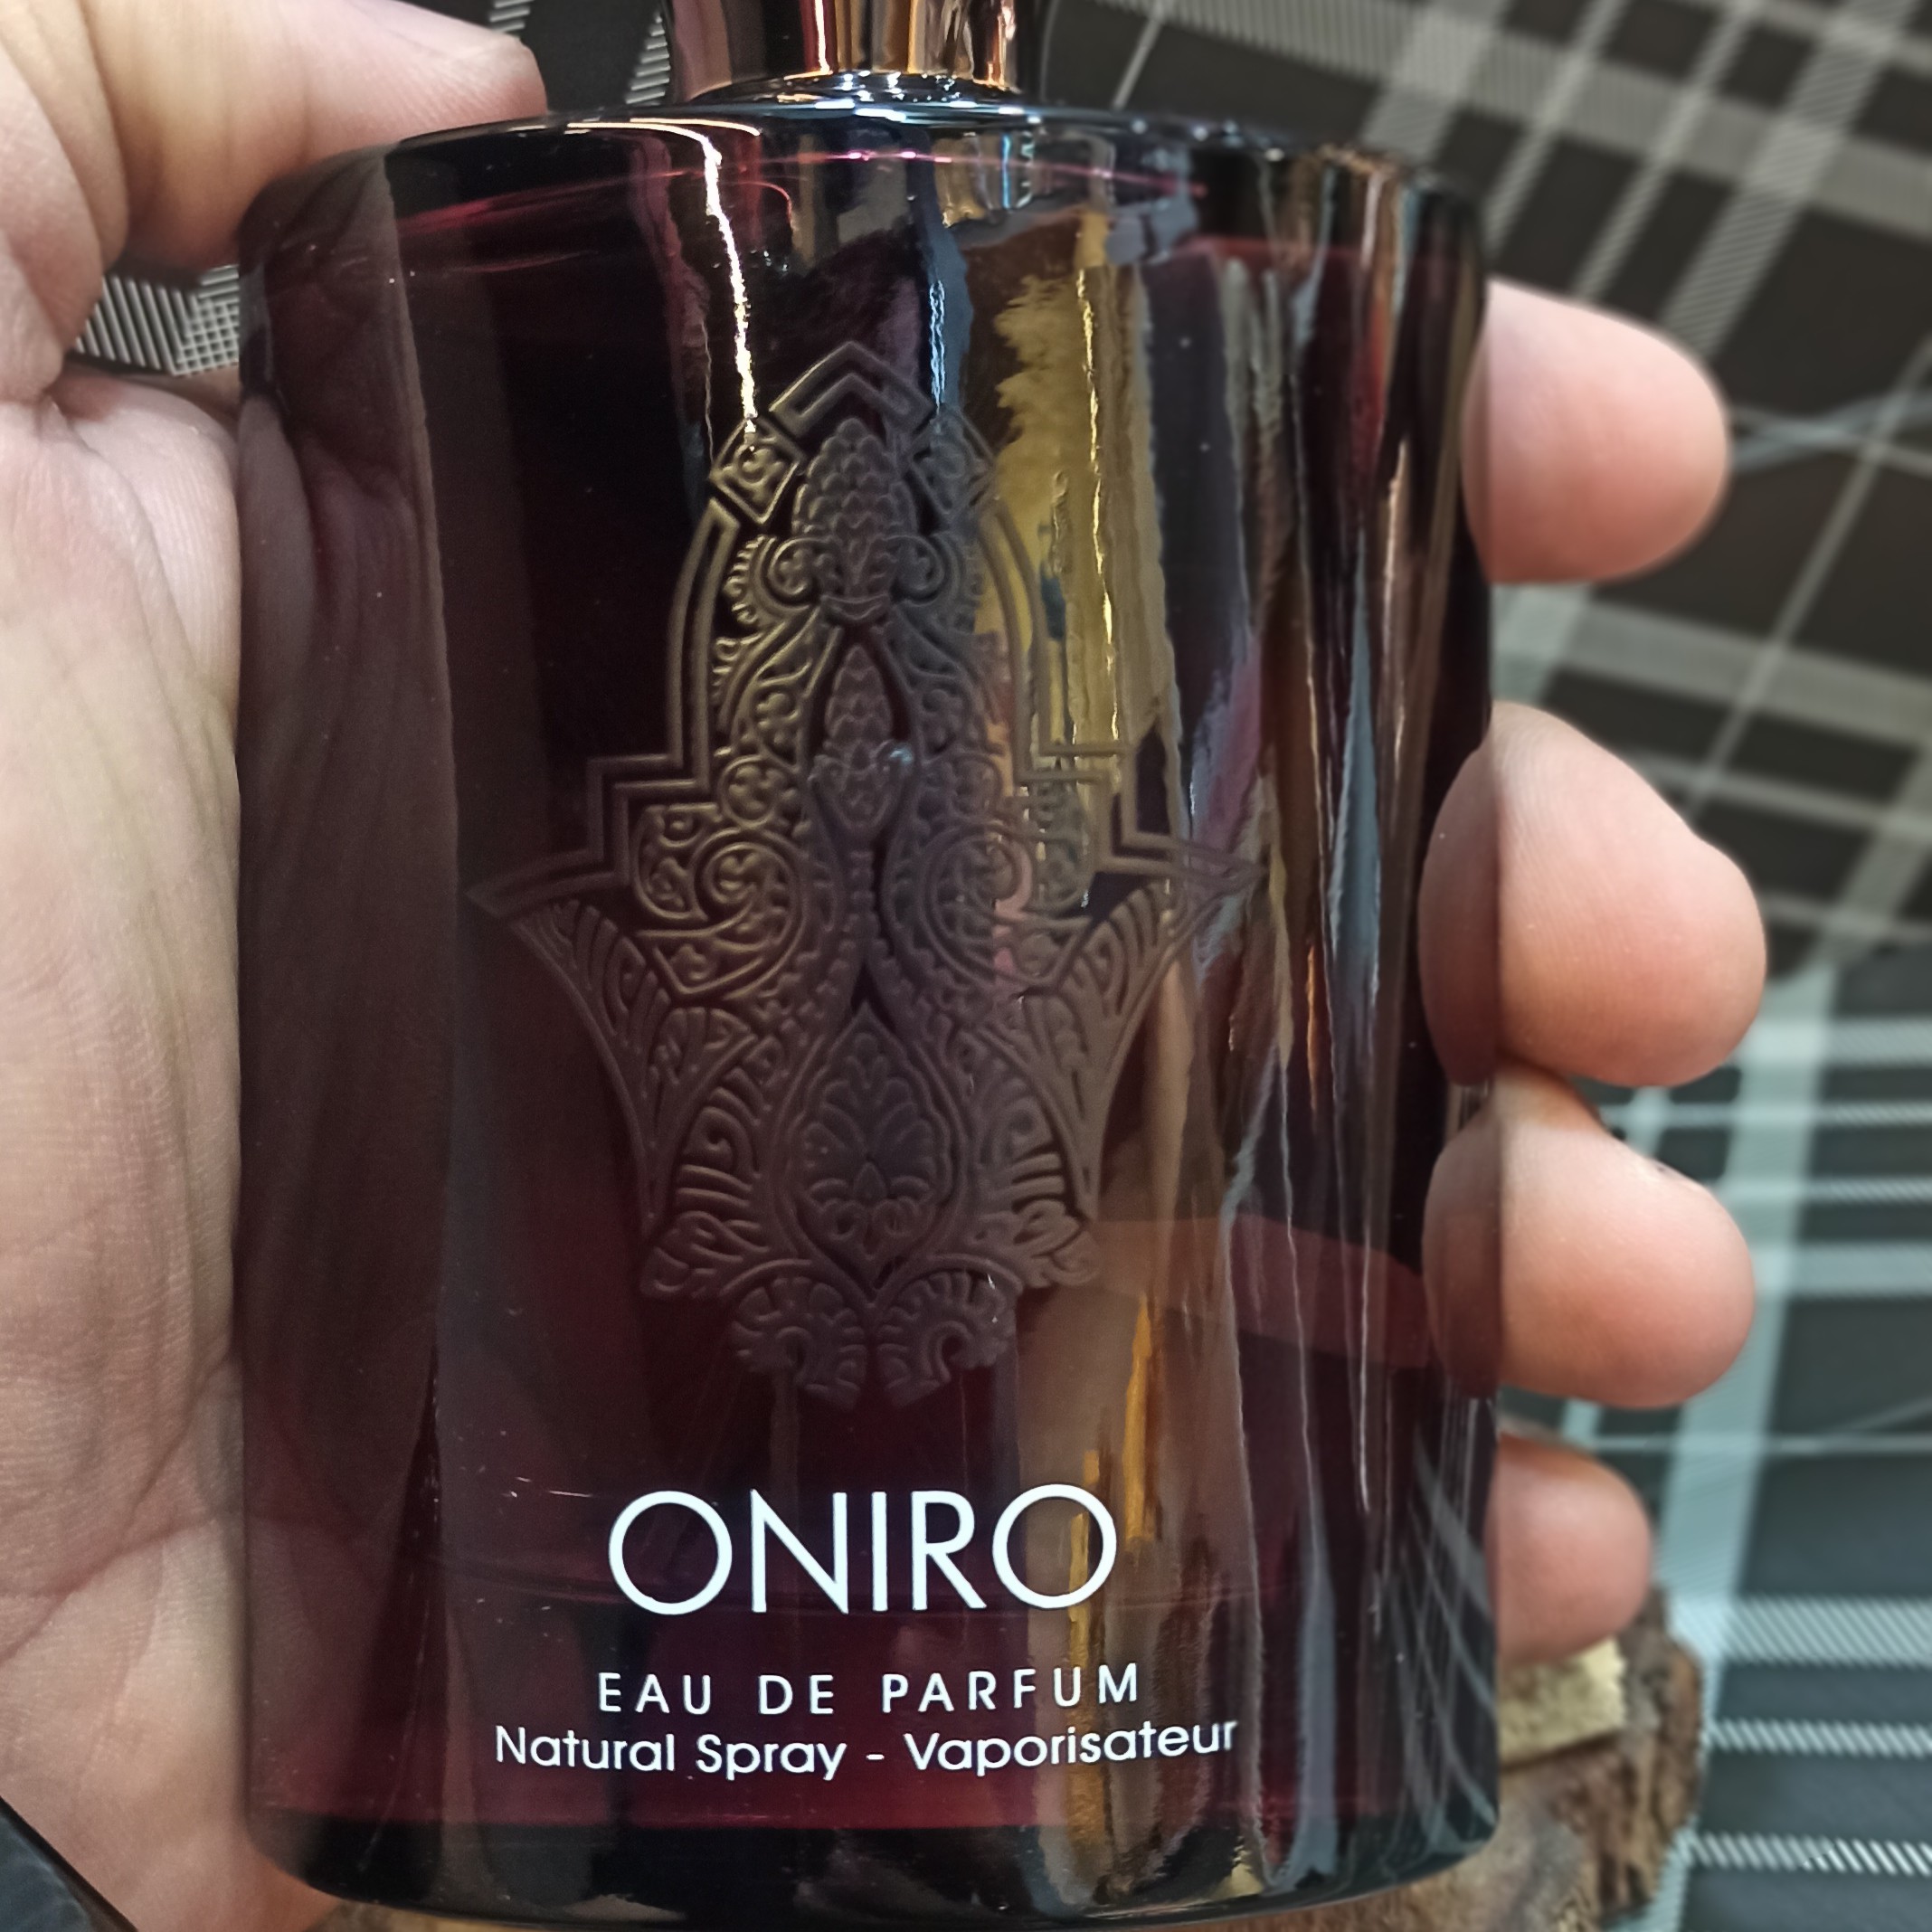 ONIRO
EAU DE PARFUM
Natural Spray - Vaporisateur